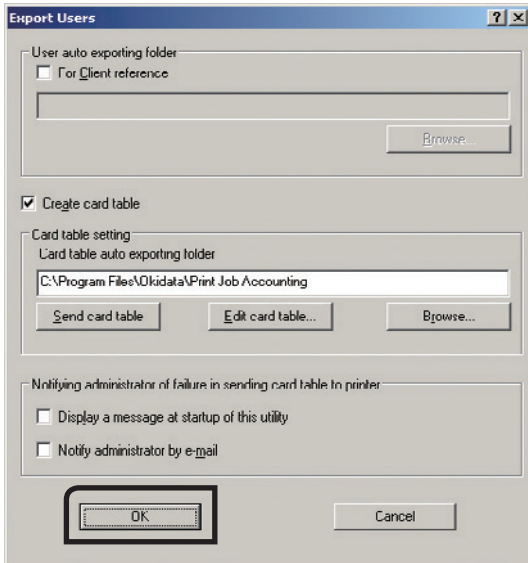 Export Users
User auto exporting folder
For Client reference
Browse...
Create card table
Card table setting
Card table auto exporting folder
C:\Program Files\Okidata\Print Job Accounting
Send card table Edit card table... Browse...
Notifying administrator of failure in sending card table to printer
Display a message at startup of this utility
Notify administrator by e-mail
OK Cancel